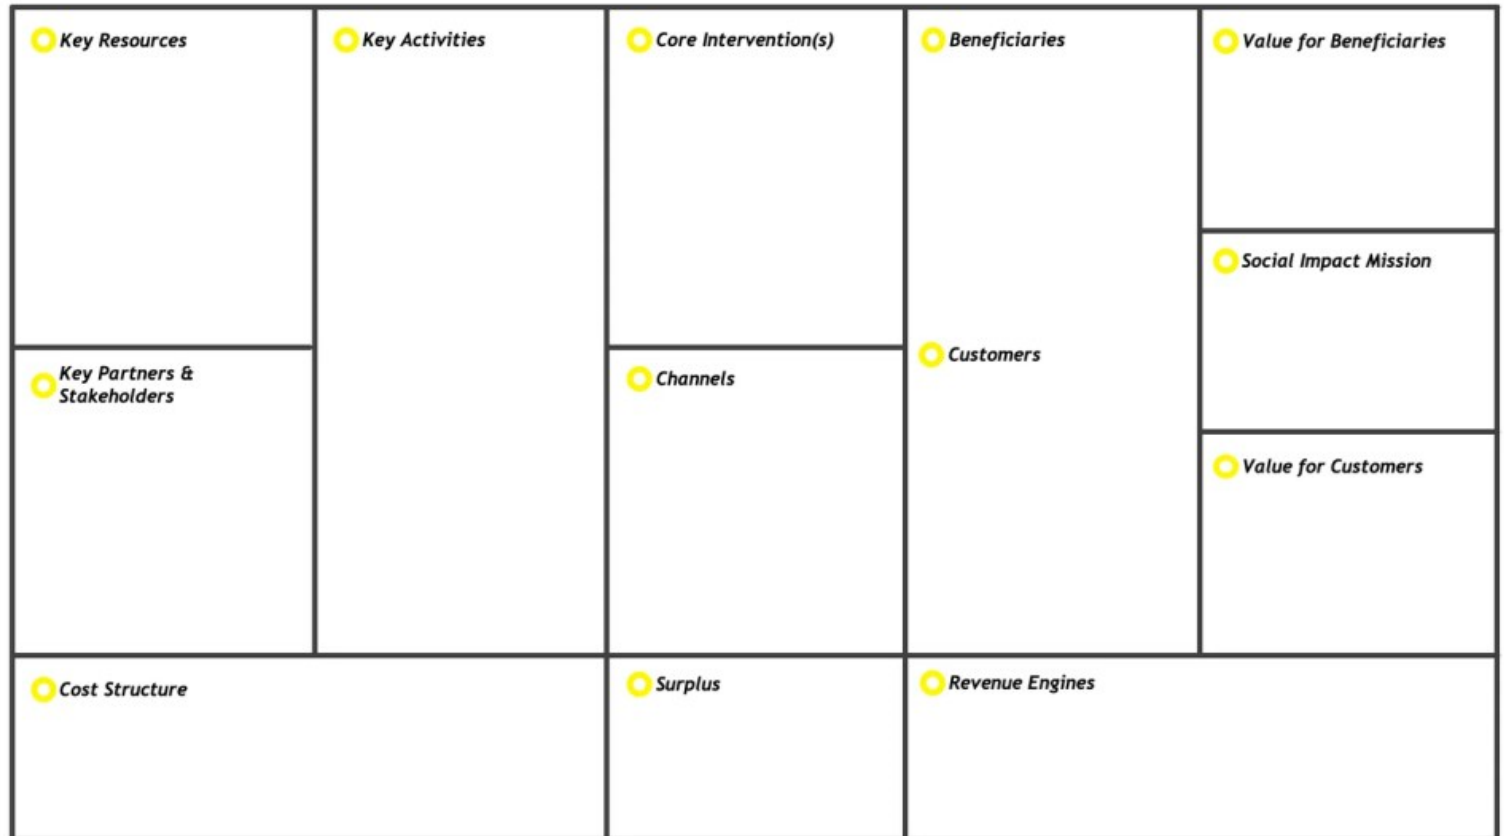 Key Resources
Key Activities
Core Intervention(s)
Beneficiaries
Value for Beneficiaries
Social Impact Mission
Customers
Key Partners &
Stakeholders
Channels
Value for Customers
Cost Structure
Surplus
Revenue Engines